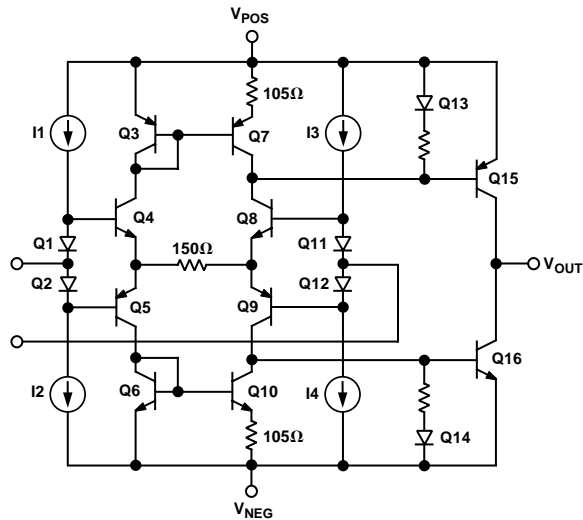 VPOS
105Ω
Q13
I1
Q3
Q7
I3
Q15
Q4
Q8
Q1
150Ω
Q11
VOUT
Q2
Q12
Q5
Q9
Q16
I2
Q6
Q10
I4
105Ω
Q14
VNEG